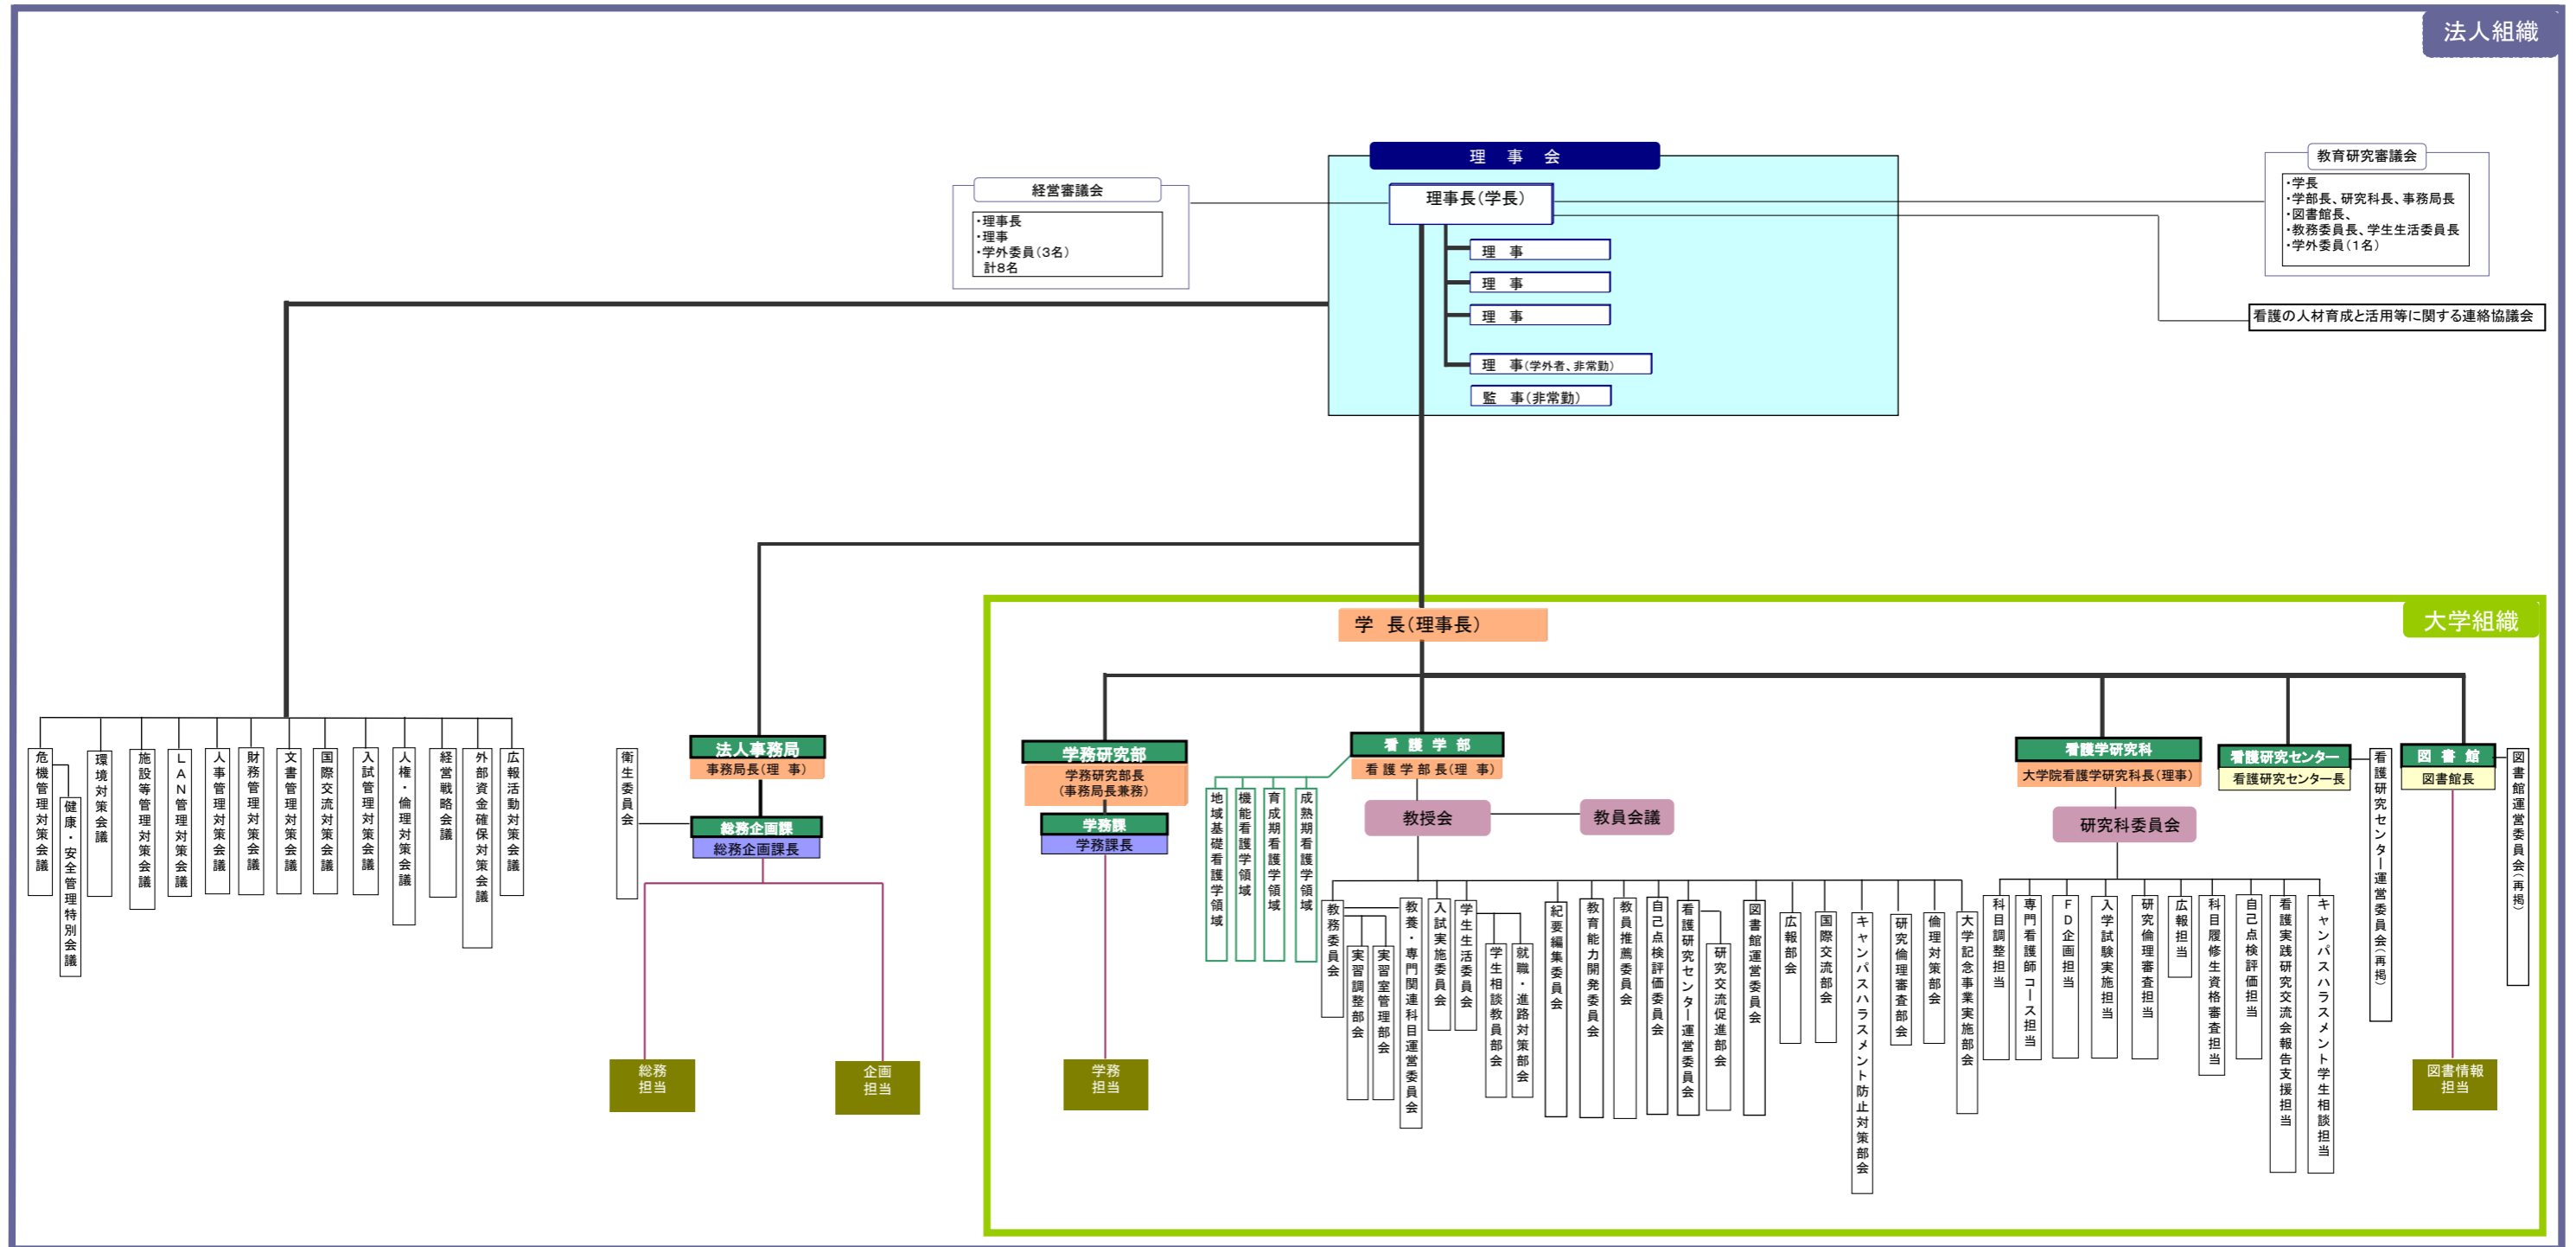 法人組織
理　事　会
理事長(学長)
理　事
理　事
理　事
理　事(学外者、非常勤)
監　事(非常勤)
経営審議会
・理事長
・理事
・学外委員(3名)
計8名
教育研究審議会
・学長
・学部長、研究科長、事務局長
・図書館長、
・教務委員長、学生生活委員長
・学外委員(1名)
看護の人材育成と活用等に関する連絡協議会
危機管理対策会議
健康・安全管理特別会議
環境対策会議
施設等管理対策会議
LAN管理対策会議
人事管理対策会議
財務管理対策会議
文書管理対策会議
国際交流対策会議
入試管理対策会議
人権・倫理対策会議
経営戦略会議
外部資金確保対策会議
広報活動対策会議
衛生委員会
法人事務局
事務局長(理　事)
総務企画課
総務企画課長
総務
担当
企画
担当
大学組織
学　長(理事長)
学務研究部
学務研究部長
(事務局長兼務)
学務課
学務課長
学務
担当
看 護 学 部
看 護 学 部 長(理　事)
地域基礎看護学領域
機能看護学領域
育成期看護学領域
成熟期看護学領域
教授会
教員会議
教務委員会
実習調整部会
実習室管理部会
教養・専門関連科目運営委員会
入試実施委員会
学生生活委員会
学生相談教員部会
就職・進路対策部会
紀要編集委員会
教育能力開発委員会
教員推薦委員会
自己点検評価委員会
看護研究センター運営委員会
研究交流促進部会
図書館運営委員会
広報部会
国際交流部会
キャンパスハラスメント防止対策部会
研究倫理審査部会
倫理対策部会
大学記念事業実施部会
看護学研究科
大学院看護学研究科長(理事)
研究科委員会
科目調整担当
専門看護師コース担当
FD企画担当
入学試験実施担当
研究倫理審査担当
広報担当
科目履修生資格審査担当
自己点検評価担当
看護実践研究交流会報告支援担当
キャンパスハラスメント学生相談担当
看護研究センター
看護研究センター長
看護研究センター運営委員会(再掲)
図　書　館
図書館長
図書館運営委員会(再掲)
図書情報
担当